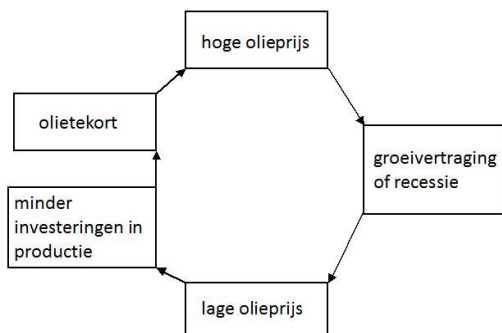 hoge olieprijs
olietekort
groeivertraging
of recessie
minder
investeringen in
productie
lage olieprijs